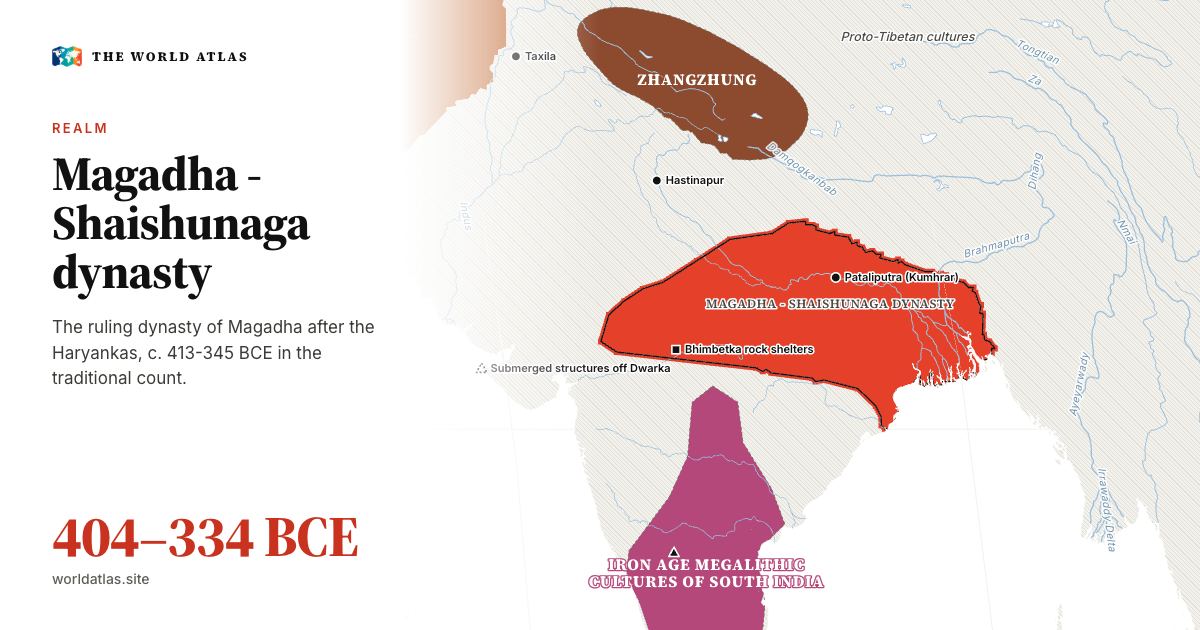 THE WORLD ATLAS
REALM
Magadha -
Shaishunaga
dynasty
The ruling dynasty of Magadha after the
Haryankas, c. 413-345 BCE in the
traditional count.
404–334 BCE
worldatlas.site
Proto-Tibetan cultures
Tongtian
Taxila
ZHANGZHUNG
Za
Damqogkanbab
Dihang
Hastinapur
Indus
Nmai
Brahmaputra
Pataliputra (Kumhrar)
MAGADHA - SHAISHUNAGA DYNASTY
Bhimbetka rock shelters
Submerged structures off Dwarka
Ayeyarwady
Irrawaddy Delta
IRON AGE MEGALITHIC
CULTURES OF SOUTH INDIA